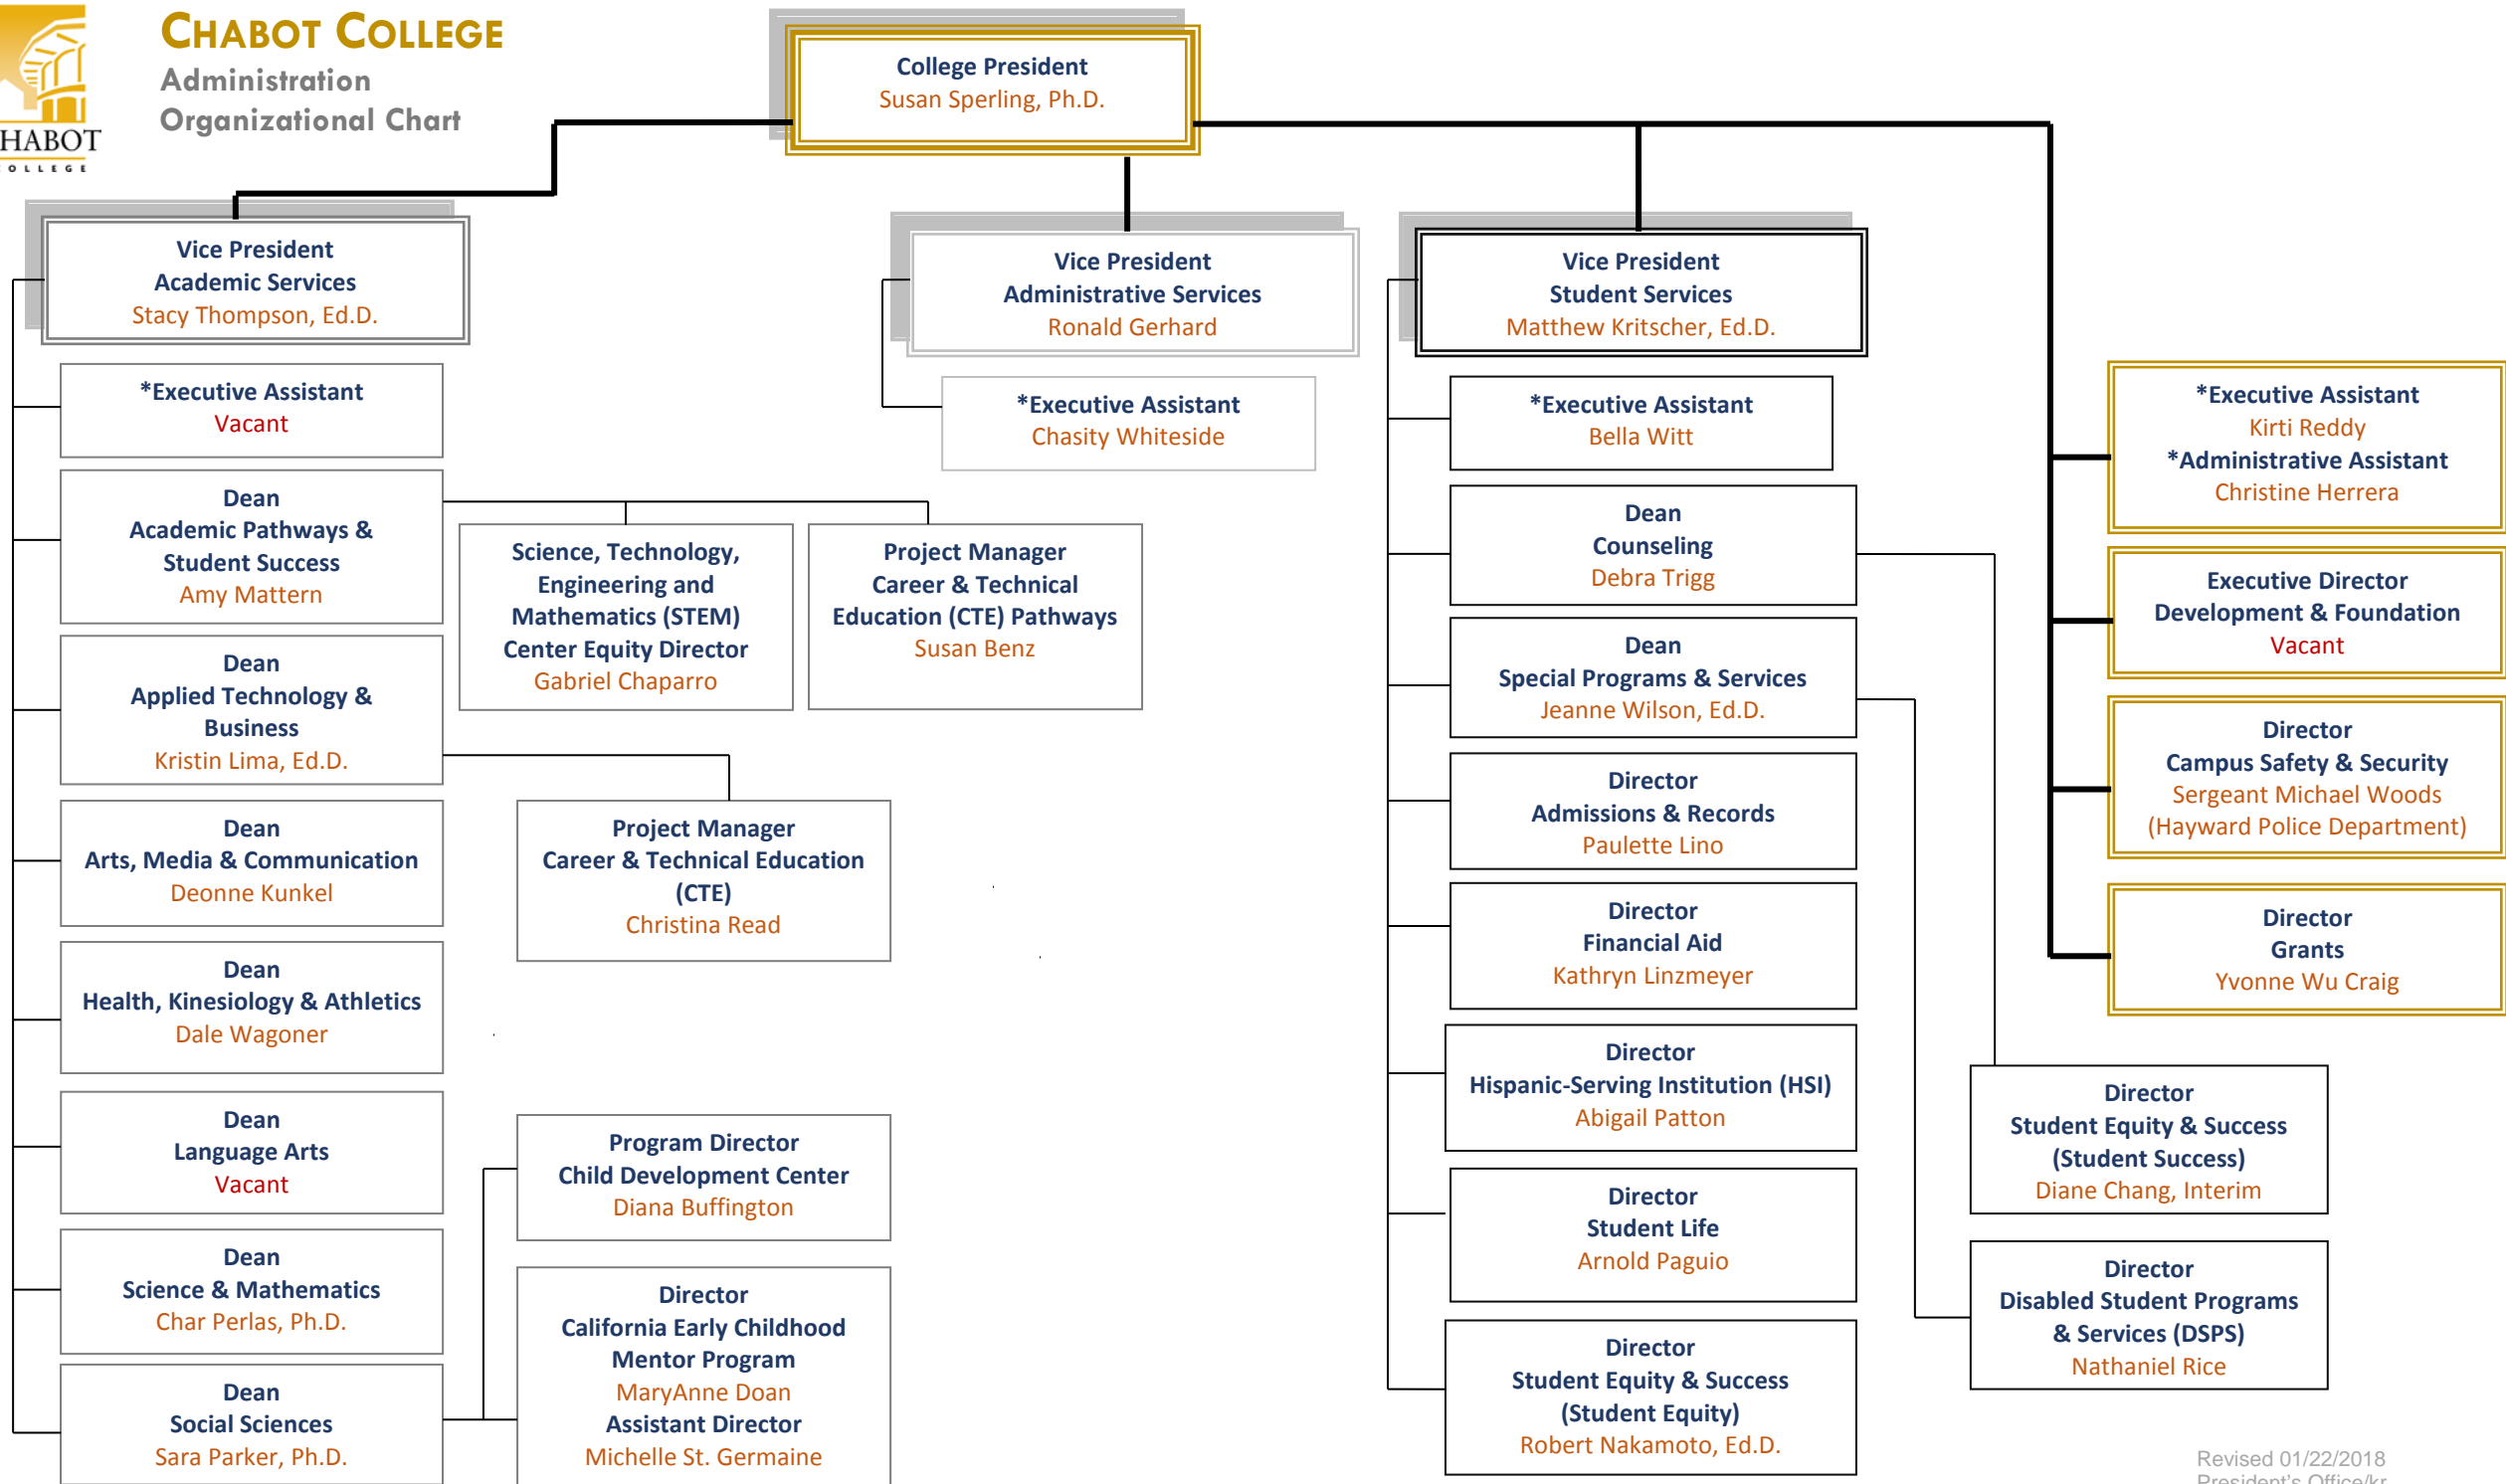 CHABOT COLLEGE
Administration
Organizational Chart
HABOT
COLLEGE
College President
Susan Sperling, Ph.D.
Vice President
Academic Services
Stacy Thompson, Ed.D.
*Executive Assistant
Vacant
Dean
Academic Pathways &
Student Success
Amy Mattern
Science, Technology,
Engineering and
Mathematics (STEM)
Center Equity Director
Gabriel Chaparro
Project Manager
Career & Technical
Education (CTE) Pathways
Susan Benz
Dean
Applied Technology &
Business
Kristin Lima, Ed.D.
Project Manager
Career & Technical Education
(CTE)
Christina Read
Dean
Arts, Media & Communication
Deonne Kunkel
Dean
Health, Kinesiology & Athletics
Dale Wagoner
Dean
Language Arts
Vacant
Dean
Science & Mathematics
Char Perlas, Ph.D.
Dean
Social Sciences
Sara Parker, Ph.D.
Program Director
Child Development Center
Diana Buffington
Director
California Early Childhood
Mentor Program
MaryAnne Doan
Assistant Director
Michelle St. Germaine
Vice President
Administrative Services
Ronald Gerhard
*Executive Assistant
Chasity Whiteside
Vice President
Student Services
Matthew Kritscher, Ed.D.
*Executive Assistant
Bella Witt
Dean
Counseling
Debra Trigg
Dean
Special Programs & Services
Jeanne Wilson, Ed.D.
Director
Admissions & Records
Paulette Lino
Director
Financial Aid
Kathryn Linzmeyer
Director
Hispanic-Serving Institution (HSI)
Abigail Patton
Director
Student Life
Arnold Paguio
Director
Student Equity & Success
(Student Equity)
Robert Nakamoto, Ed.D.
Director
Student Equity & Success
(Student Success)
Diane Chang, Interim
Director
Disabled Student Programs
& Services (DSPS)
Nathaniel Rice
*Executive Assistant
Kirti Reddy
*Administrative Assistant
Christine Herrera
Executive Director
Development & Foundation
Vacant
Director
Campus Safety & Security
Sergeant Michael Woods
(Hayward Police Department)
Director
Grants
Yvonne Wu Craig
Revised 01/22/2018
President's Office/kr